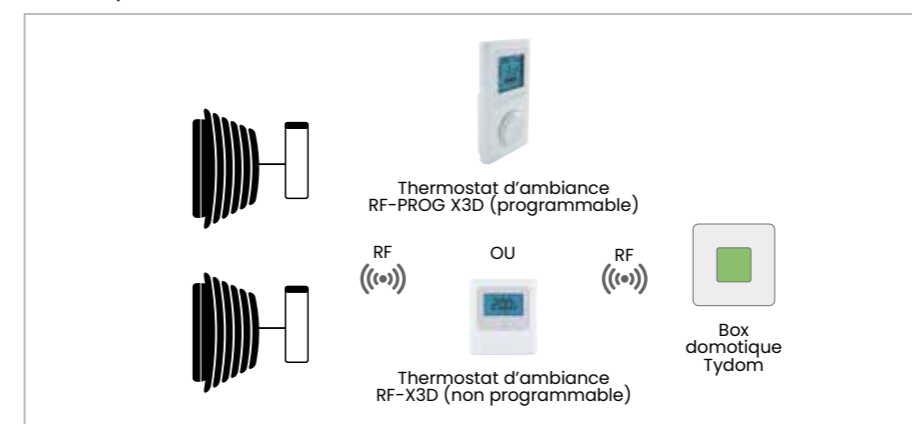 Thermostat d’ambiance
RF-PROG X3D (programmable)
RF
OU
RF
Thermostat d’ambiance
RF-X3D (non programmable)
Box
domotique
Tydom